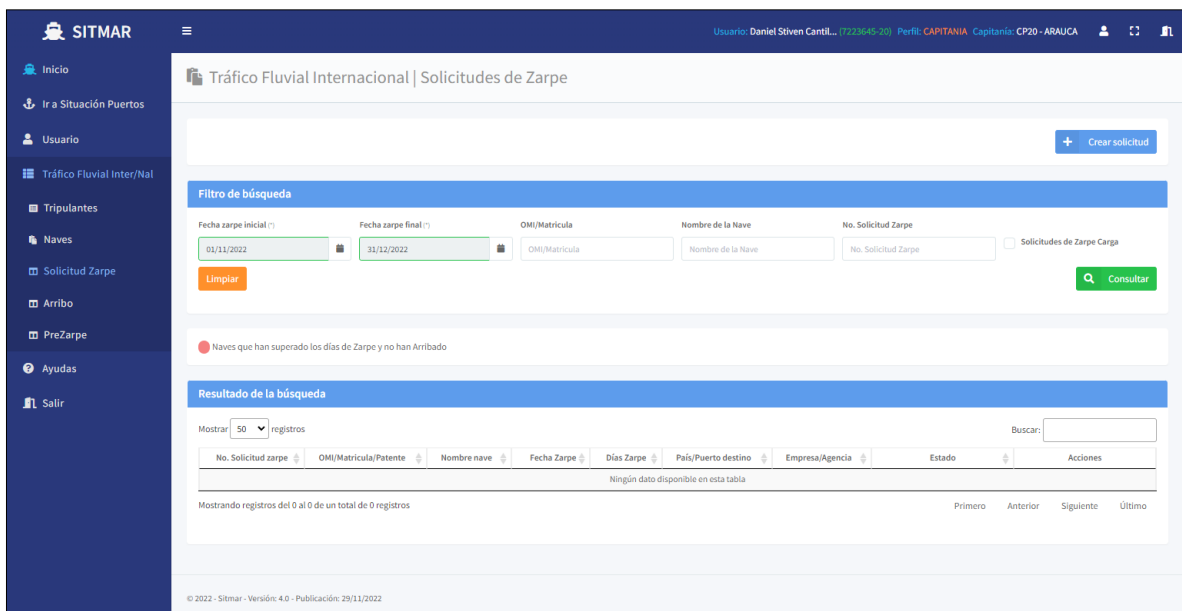 SITMAR
Usuario: Daniel Stiven Cantil... (7223645-20) Perfil: CAPITANIA Capitanía: CP20 - ARAUCA
Inicio
Ir a Situación Puertos
Usuario
Tráfico Fluvial Inter/Nal
Tripulantes
Naves
Solicitud Zarpe
Arribo
PreZarpe
Ayudas
Salir
Tráfico Fluvial Internacional | Solicitudes de Zarpe
+ Crear solicitud
Filtro de búsqueda
Fecha zarpe inicial (*) Fecha zarpe final (*) OMI/Matricula Nombre de la Nave No. Solicitud Zarpe
01/11/2022 31/12/2022 OMI/Matricula Nombre de la Nave No. Solicitud Zarpe Solicitudes de Zarpe Carga
Limpiar Consultar
Naves que han superado los días de Zarpe y no han Arribado
Resultado de la búsqueda
Mostrar 50 registros Buscar:
No. Solicitud zarpe OMI/Matricula/Patente Nombre nave Fecha Zarpe Días Zarpe País/Puerto destino Empresa/Agencia Estado Acciones
Ningún dato disponible en esta tabla
Mostrando registros del 0 al 0 de un total de 0 registros Primero Anterior Siguiente Último
© 2022 - Sitmar - Versión: 4.0 - Publicación: 29/11/2022